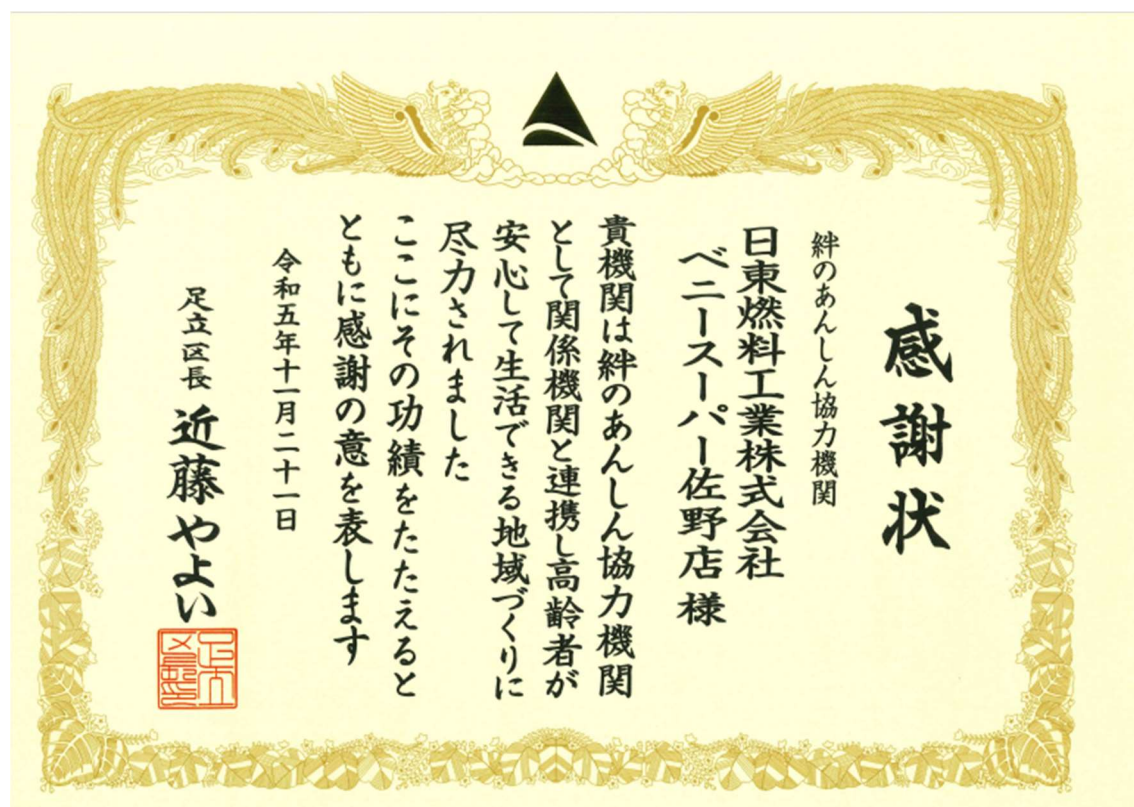 感謝状
絆のあんしん協力機関
日東燃料工業株式会社
ベニースーパー佐野店様
貴機関は絆のあんしん協力機関
として関係機関と連携し高齢者が
安心して生活できる地域づくりに
尽力されました
ここにその功績をたたえると
ともに感謝の意を表します
令和五年十一月二十一日
足立区長 近藤やよい